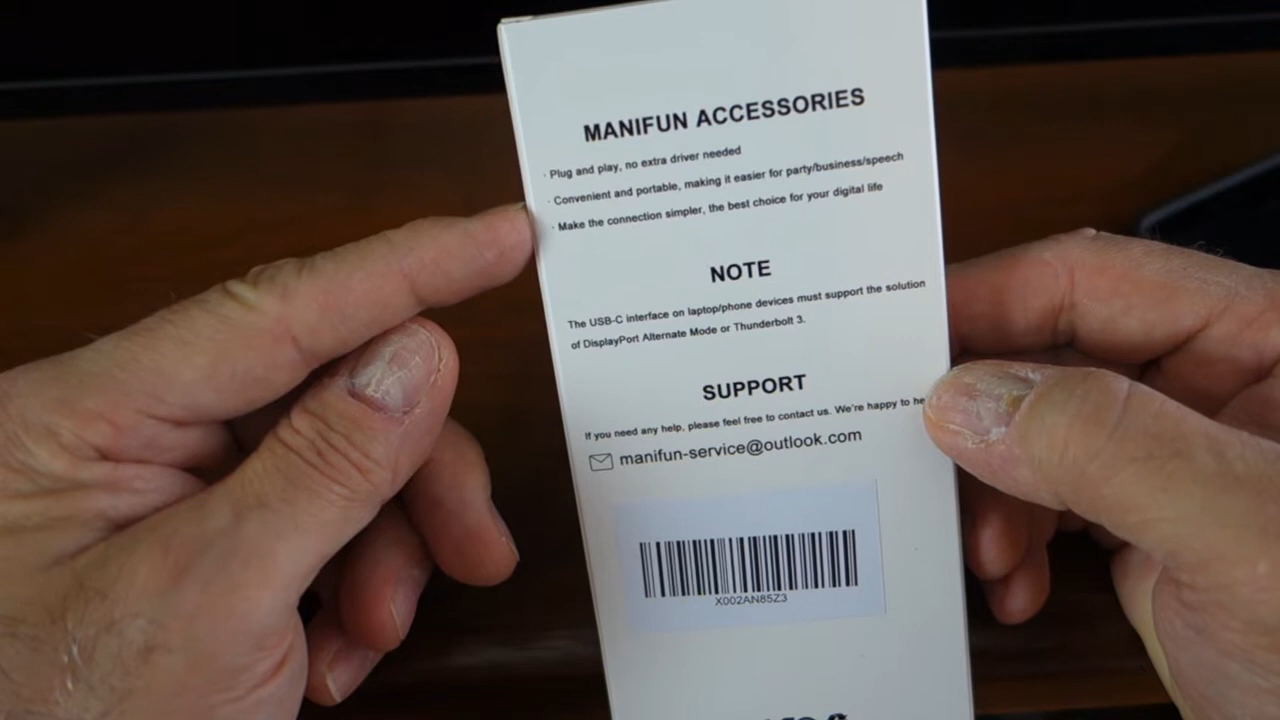 MANIFUN ACCESSORIES
· Plug and play, no extra driver needed
· Convenient and portable, making it easier for party/business/speech
· Make the connection simpler, the best choice for your digital life
NOTE
The USB-C interface on laptop/phone devices must support the solution
of DisplayPort Alternate Mode or Thunderbolt 3.
SUPPORT
If you need any help, please feel free to contact us. We're happy to he
manifun-service@outlook.com
X002AN85Z3